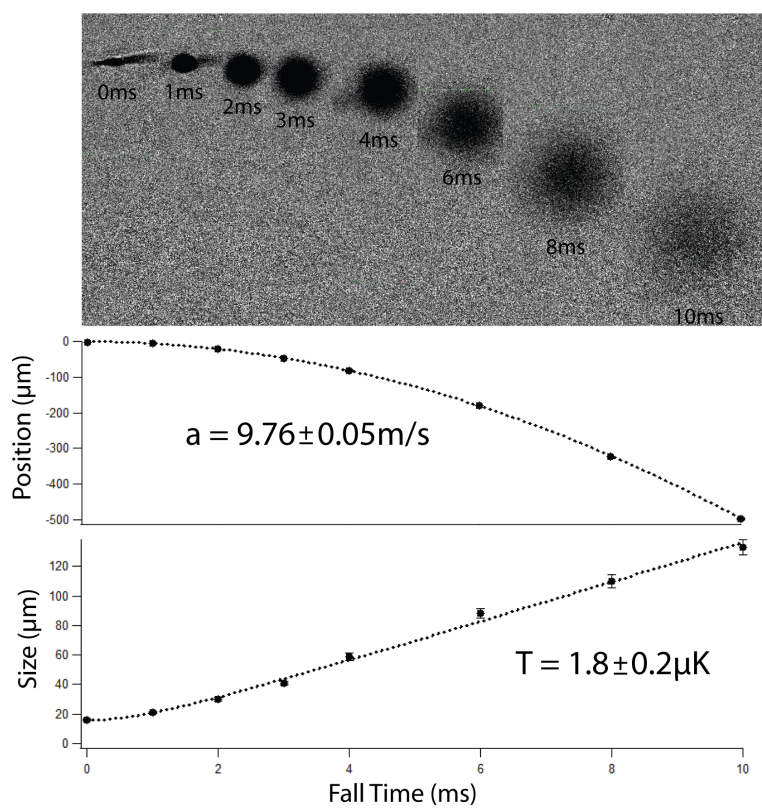 0ms
1ms
2ms
3ms
4ms
6ms
8ms
10ms
Position (μm)
0
-100
-200
-300
-400
-500
a = 9.76±0.05m/s
Size (μm)
120
100
80
60
40
20
0
T = 1.8±0.2μK
0 2 4 6 8 10
Fall Time (ms)